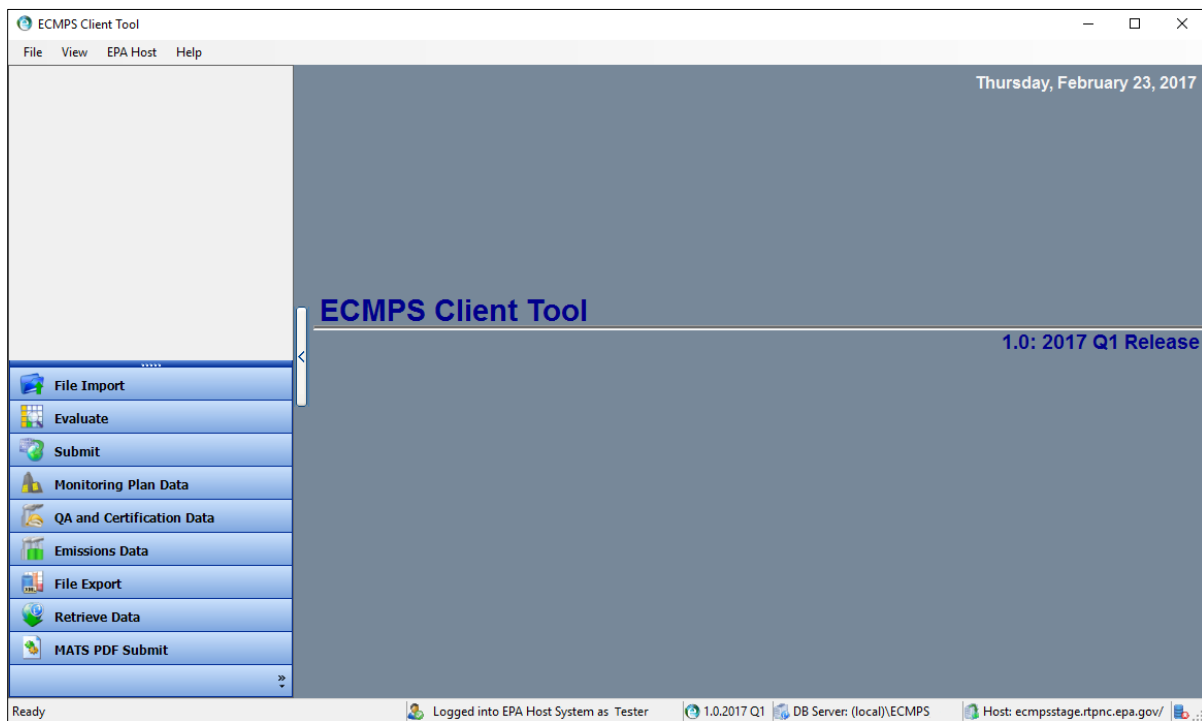 ECMPS Client Tool
File View EPA Host Help
Thursday, February 23, 2017
ECMPS Client Tool
1.0: 2017 Q1 Release
File Import
Evaluate
Submit
Monitoring Plan Data
QA and Certification Data
Emissions Data
File Export
Retrieve Data
MATS PDF Submit
Ready Logged into EPA Host System as Tester 1.0.2017 Q1 DB Server: (local)\ECMPS Host: ecmpsstage.rtpnc.epa.gov/